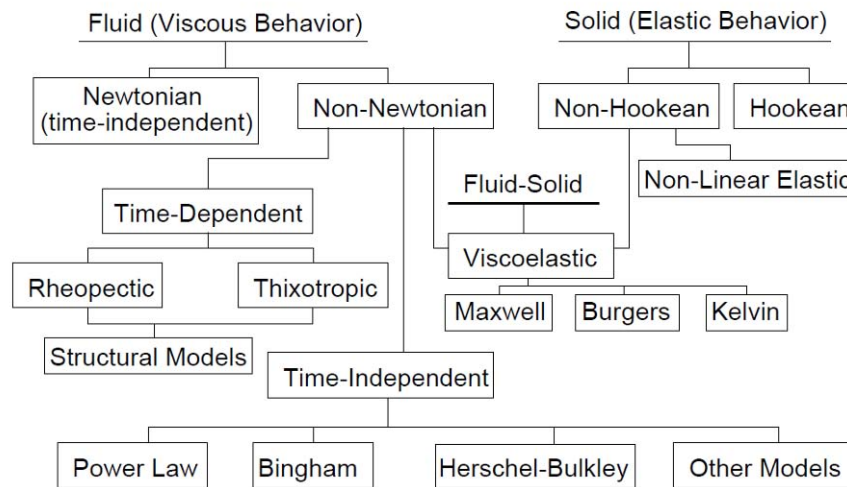 Fluid (Viscous Behavior)
Solid (Elastic Behavior)
Newtonian
(time-independent)
Non-Newtonian
Non-Hookean
Hookean
Fluid-Solid
Non-Linear Elastic
Time-Dependent
Viscoelastic
Rheopectic
Thixotropic
Maxwell
Burgers
Kelvin
Structural Models
Time-Independent
Power Law
Bingham
Herschel-Bulkley
Other Models